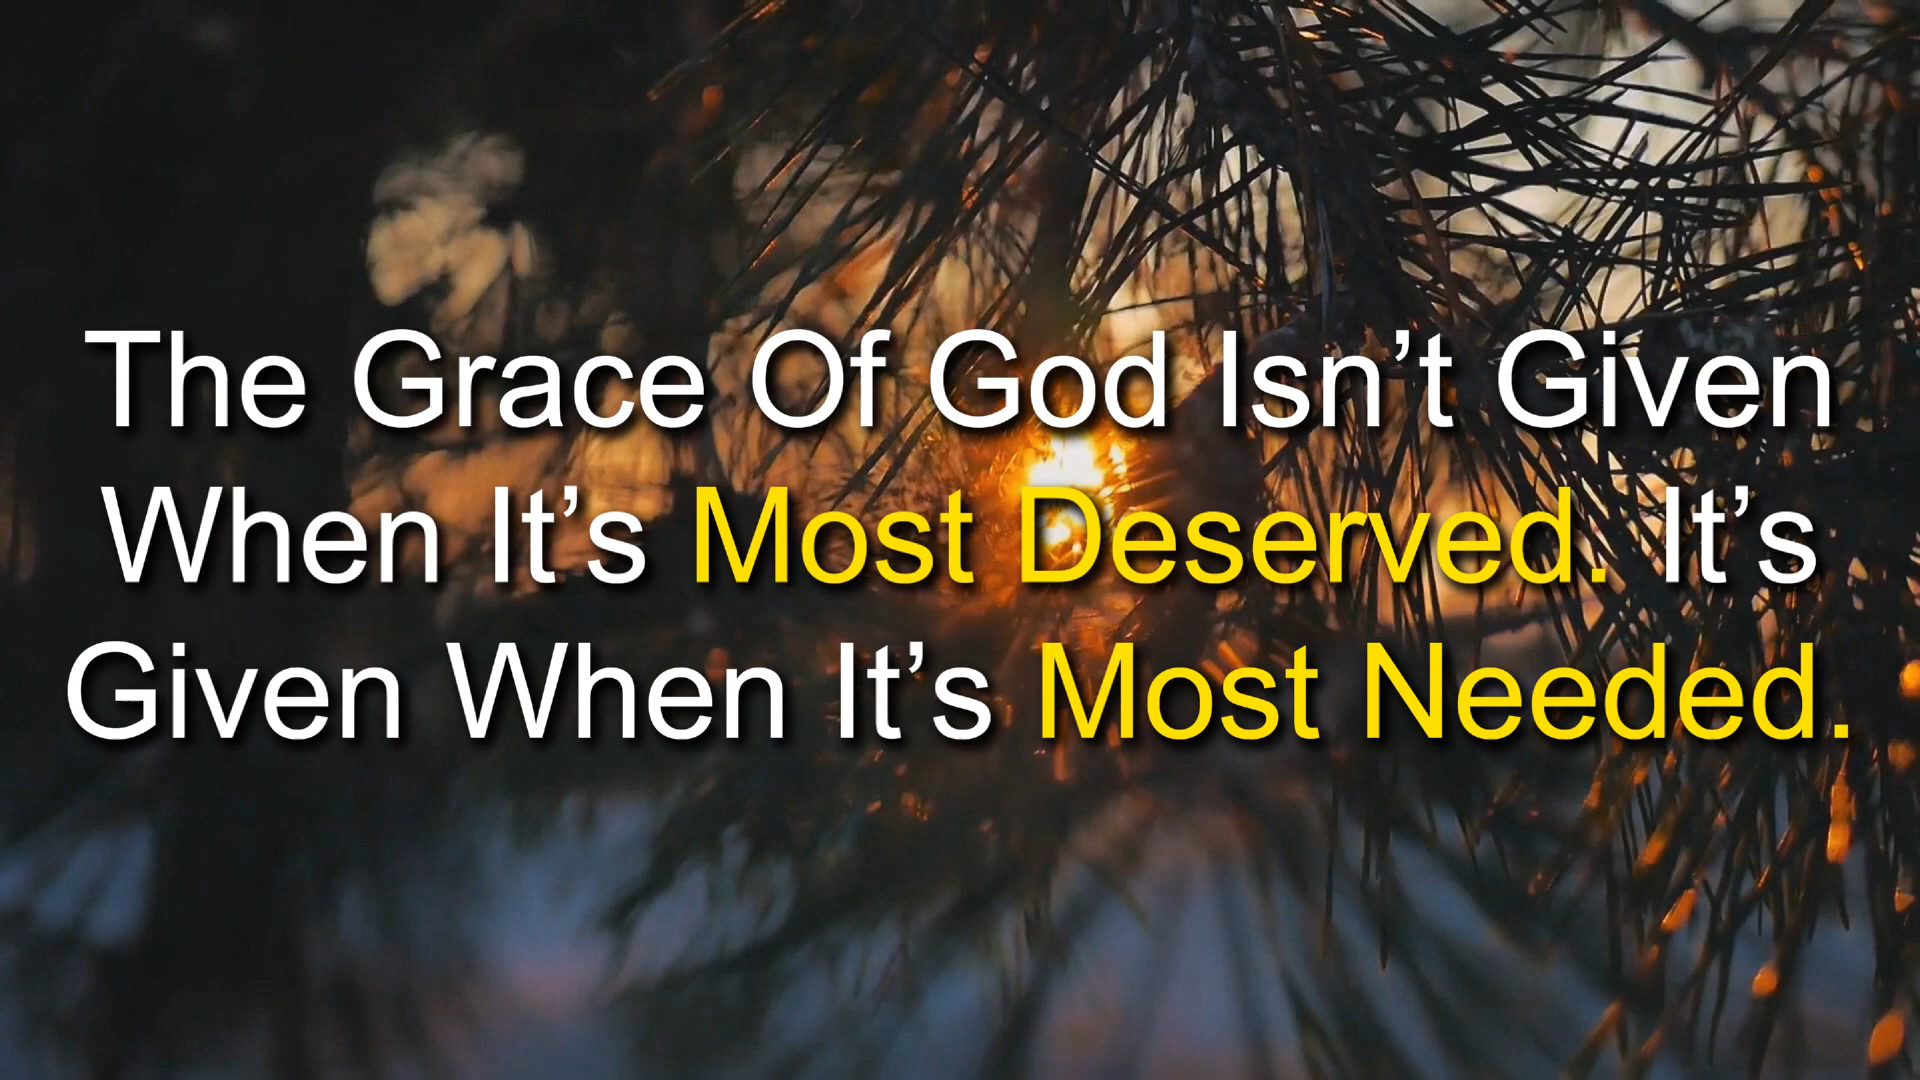 The Grace Of God Isn’t Given
When It’s Most Deserved. It’s
Given When It’s Most Needed.